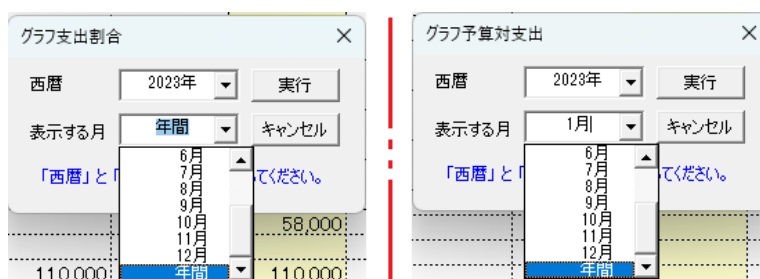 グラフ支出割合
西暦
2023年
実行
表示する月
年間
キャンセル
6月
7月
8月
9月
10月
11月
12月
年間
「西暦」と「
てください。
58,000
110,000
110,000
グラフ予算対支出
西暦
2023年
実行
表示する月
1月
キャンセル
6月
7月
8月
9月
10月
11月
12月
年間
「西暦」と「
てください。